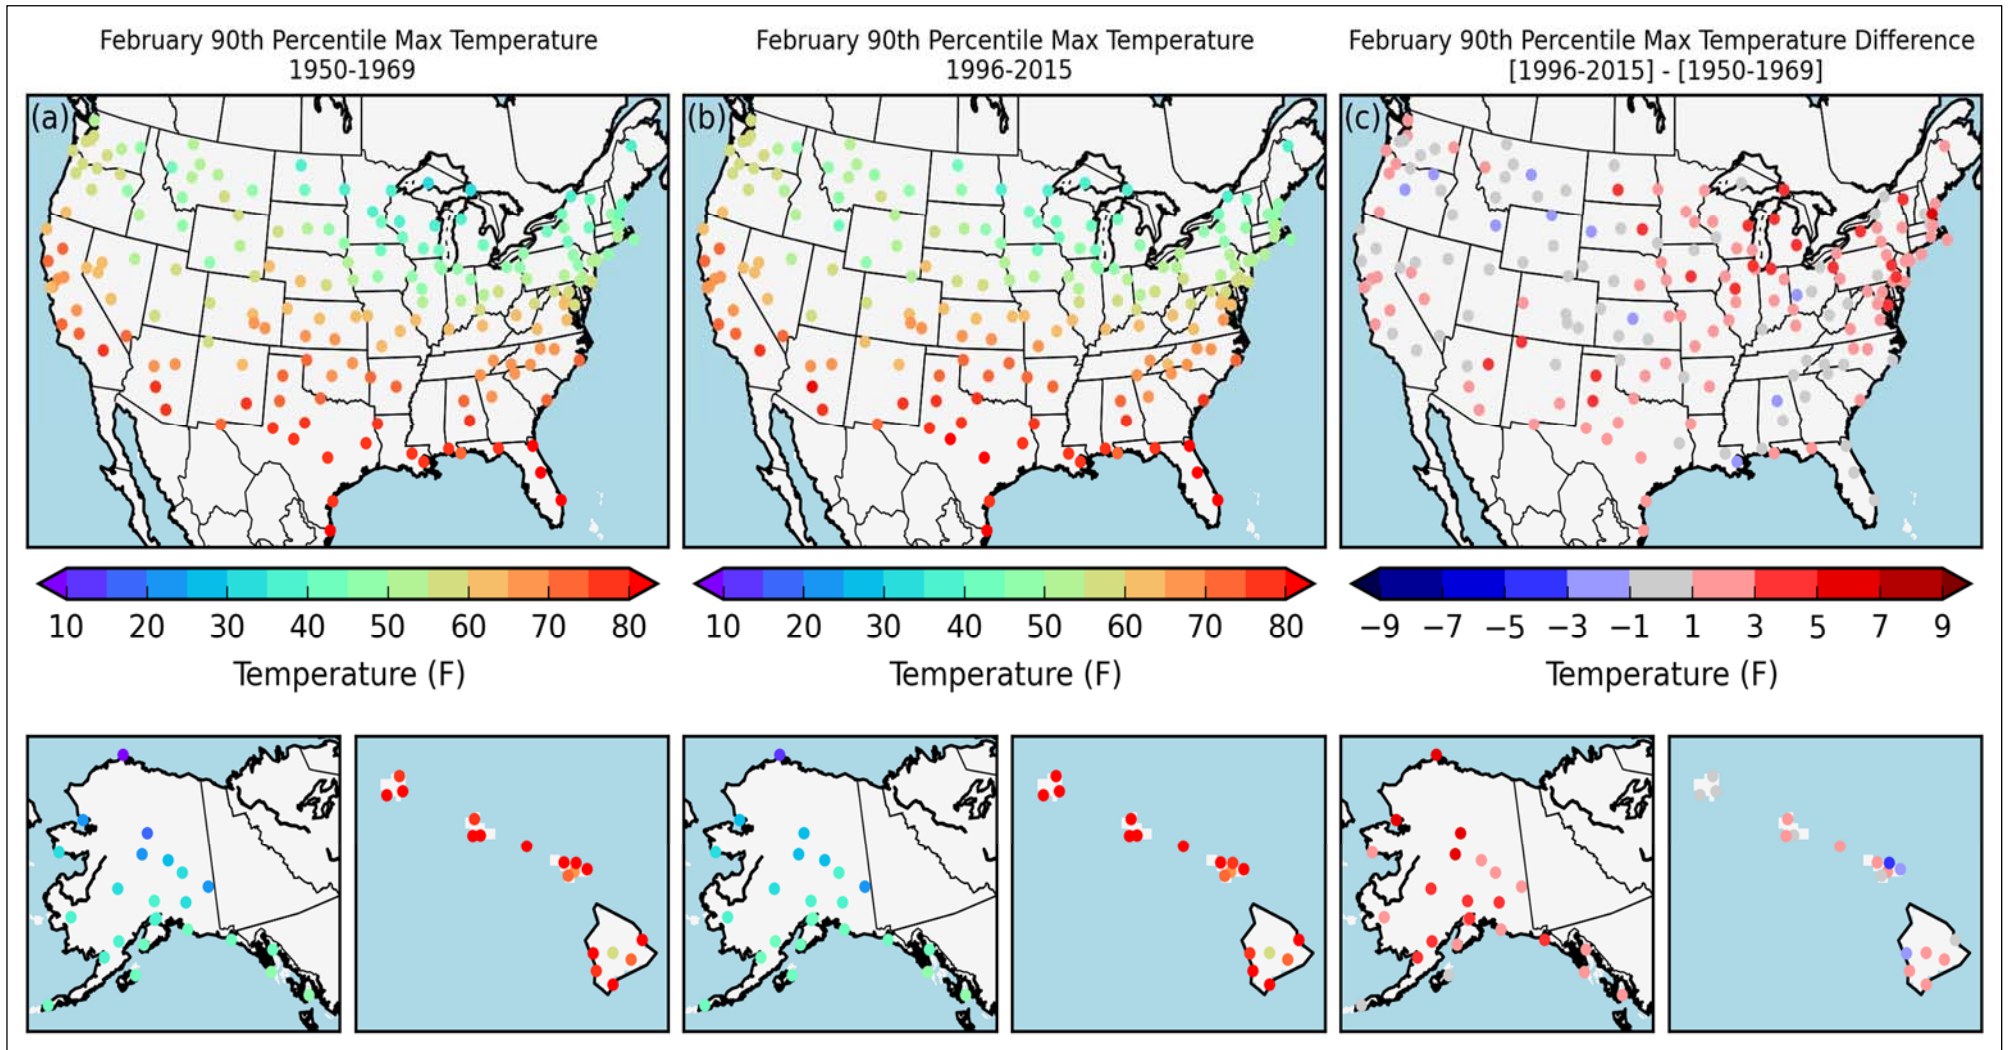 February 90th Percentile Max Temperature
1950-1969
February 90th Percentile Max Temperature
1996-2015
February 90th Percentile Max Temperature Difference
[1996-2015] - [1950-1969]
(a)
(b)
(c)
10 20 30 40 50 60 70 80
Temperature (F)
10 20 30 40 50 60 70 80
Temperature (F)
−9 −7 −5 −3 −1 1 3 5 7 9
Temperature (F)